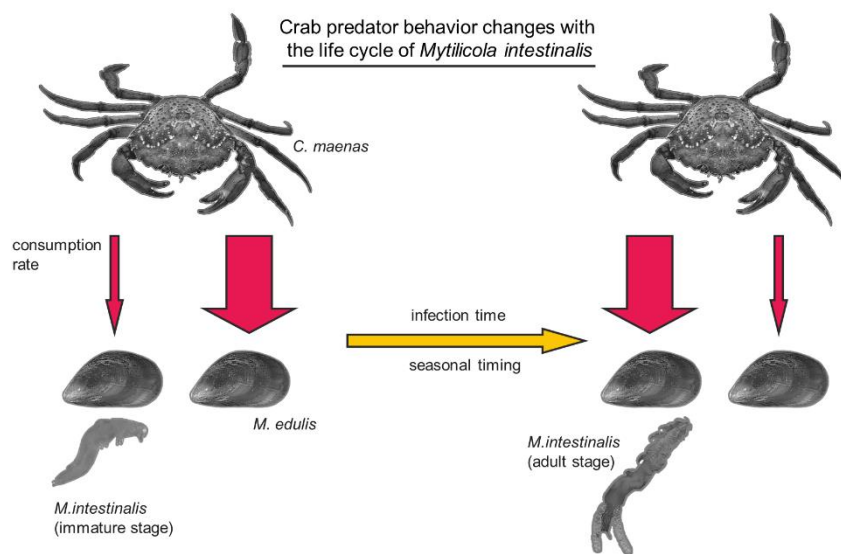 Crab predator behavior changes with
the life cycle of Mytilicola intestinalis
C. maenas
consumption
rate
infection time
seasonal timing
M. edulis
M.intestinalis
(immature stage)
M.intestinalis
(adult stage)